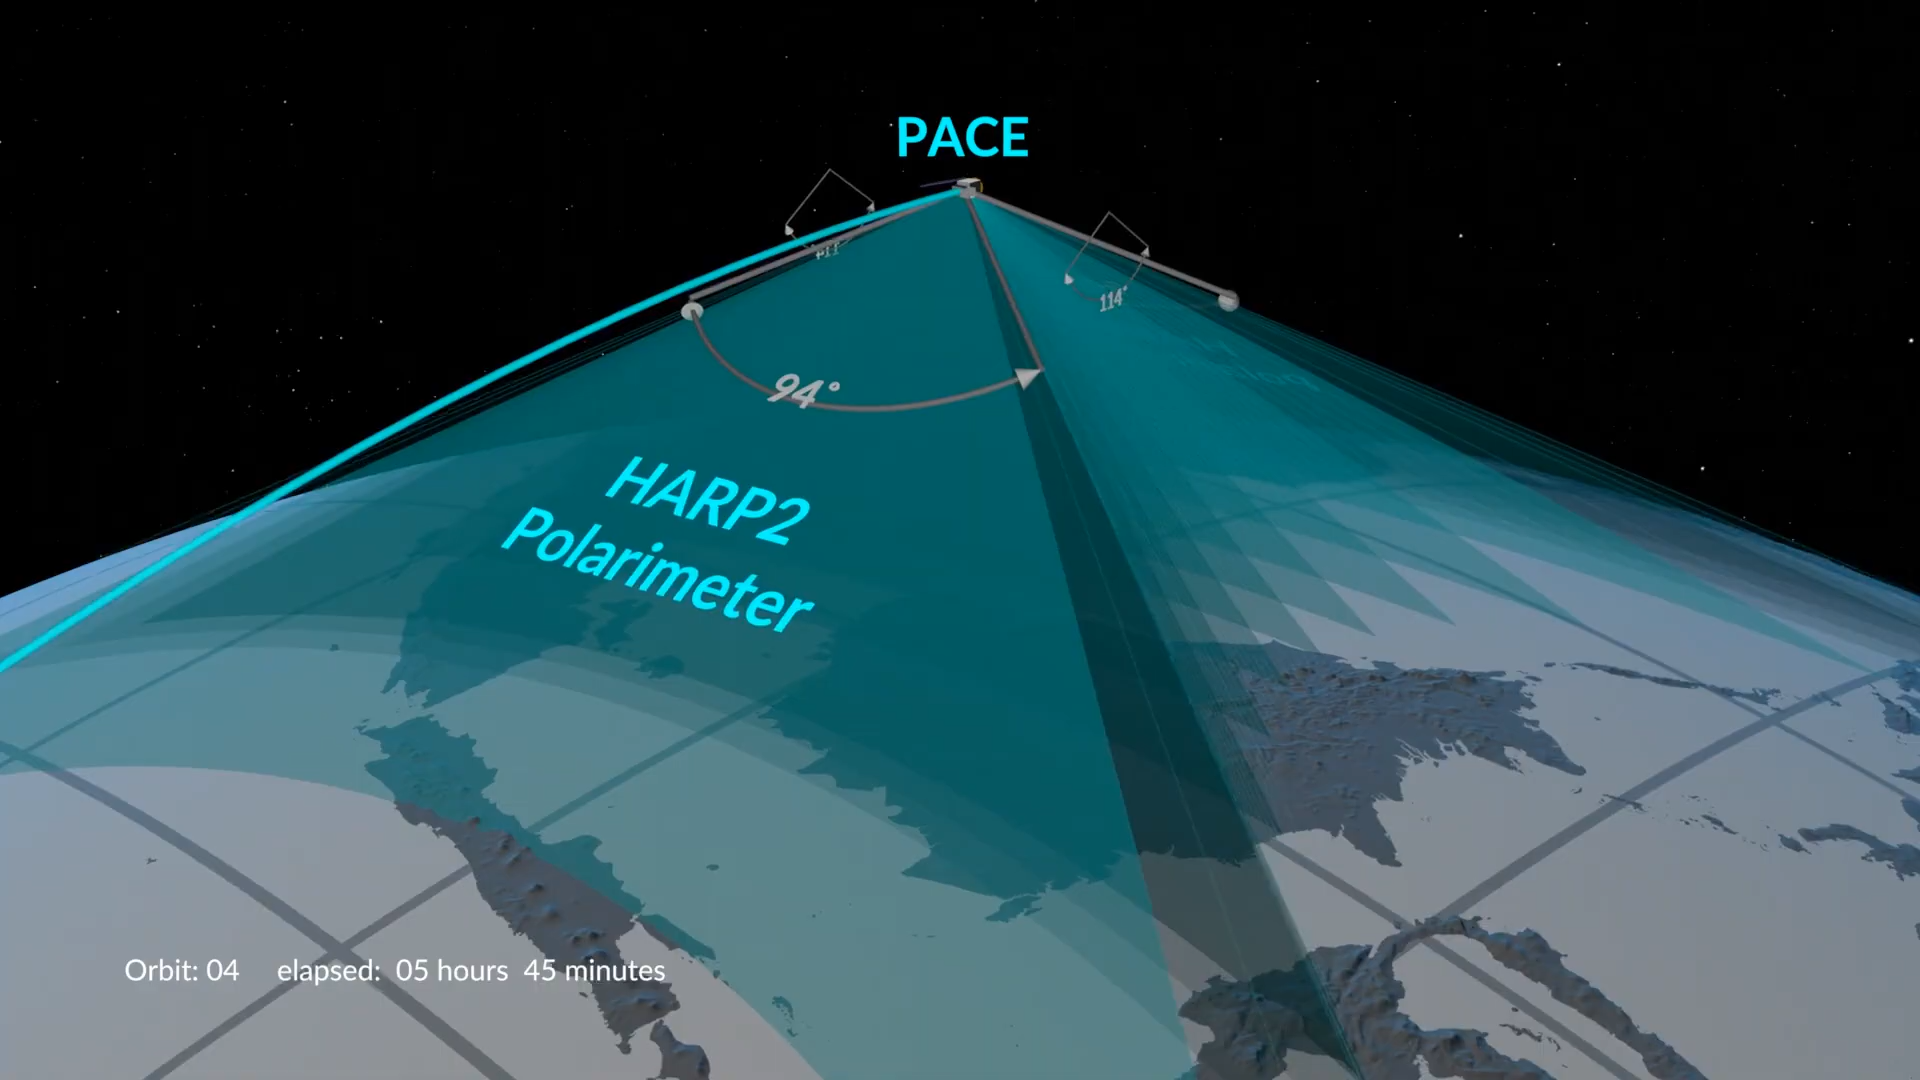 PACE
114°
94°
HARP2
Polarimeter
Orbit: 04 elapsed: 05 hours 45 minutes